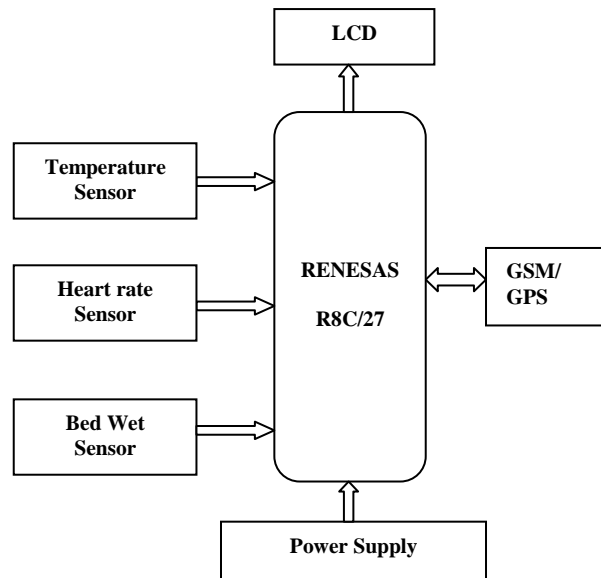 LCD
Temperature
Sensor
Heart rate
Sensor
Bed Wet
Sensor
RENESAS
R8C/27
GSM/
GPS
Power Supply